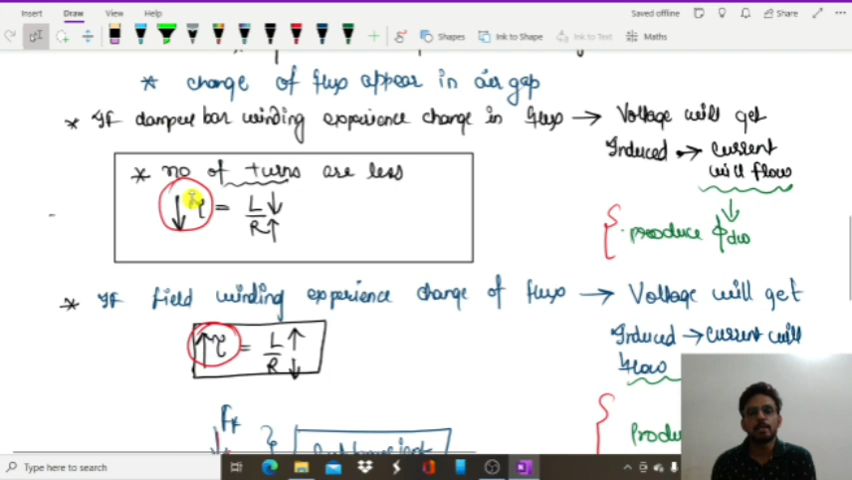 Insert Draw View Help Saved offline Share
Shapes Ink to Shape Ink to Text Maths
* change of flux appear in air gap
* If damper bar winding experience change in flux → Voltage will get
Induced → current
will flow
* no of turns are less
↓τ = L↓/R↑
produce φdw
* If field winding experience change of flux → Voltage will get
Induced → current will
flow
↑τ = L↑/R↓
Produ
Type here to search
ENG